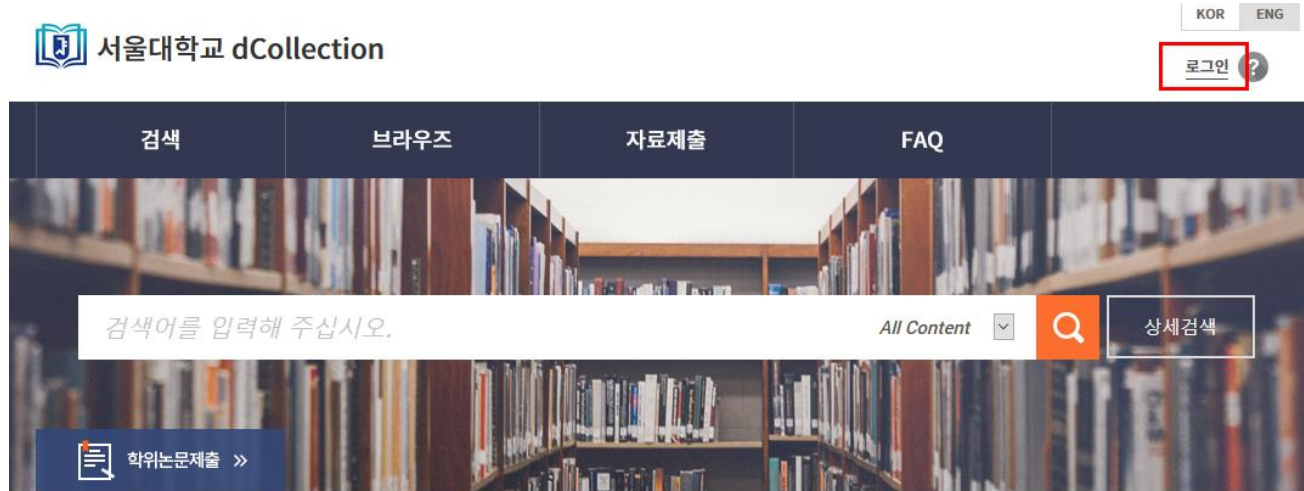 KOR ENG
서울대학교 dCollection
로그인 ?
검색 브라우즈 자료제출 FAQ
검색어를 입력해 주십시오. All Content 상세검색
학위논문제출 »